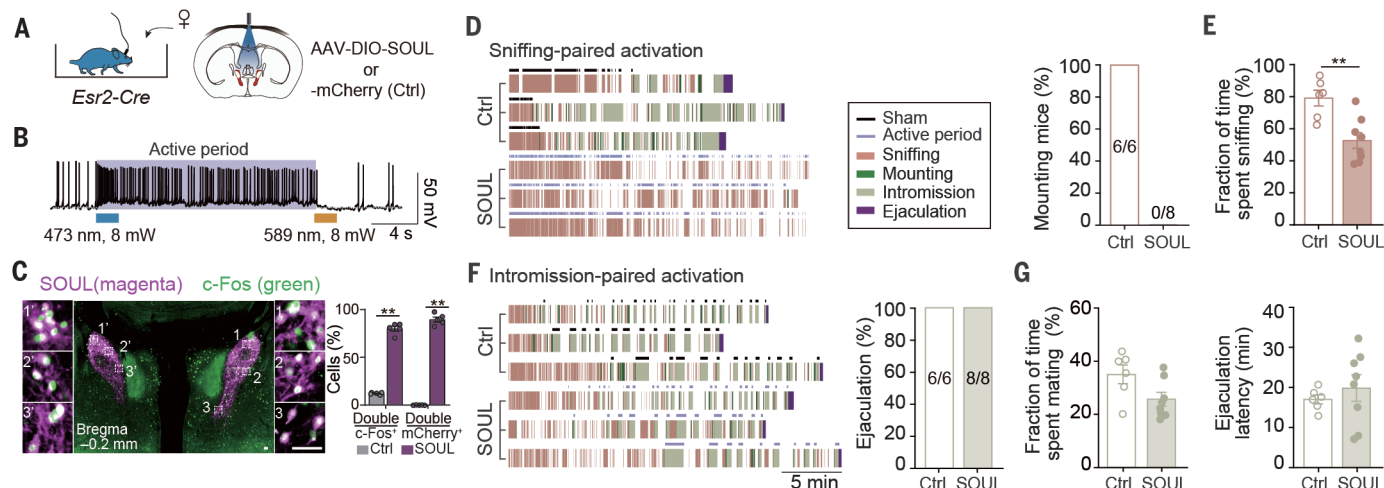 A
♀
Esr2-Cre
AAV-DIO-SOUL
or
-mCherry (Ctrl)
B
Active period
473 nm, 8 mW
589 nm, 8 mW
50 mV
4 s
C
SOUL(magenta)
c-Fos (green)
1'
2'
3'
1'
2'
3'
1
2
3
1
2
3
Bregma
–0.2 mm
Cells (%)
100
50
0
**
**
Double
c-Fos⁺
Double
mCherry⁺
Ctrl
SOUL
D
Sniffing-paired activation
Ctrl
SOUL
Sham
Active period
Sniffing
Mounting
Intromission
Ejaculation
Mounting mice (%)
100
80
60
40
20
0
6/6
0/8
Ctrl
SOUL
E
Fraction of time
spent sniffing (%)
100
80
60
40
20
0
**
Ctrl
SOUL
F
Intromission-paired activation
Ctrl
SOUL
5 min
Ejaculation (%)
100
80
60
40
20
0
6/6
8/8
Ctrl
SOUL
G
Fraction of time
spent mating (%)
60
40
20
0
Ctrl
SOUL
Ejaculation
latency (min)
40
30
20
10
0
Ctrl
SOUL